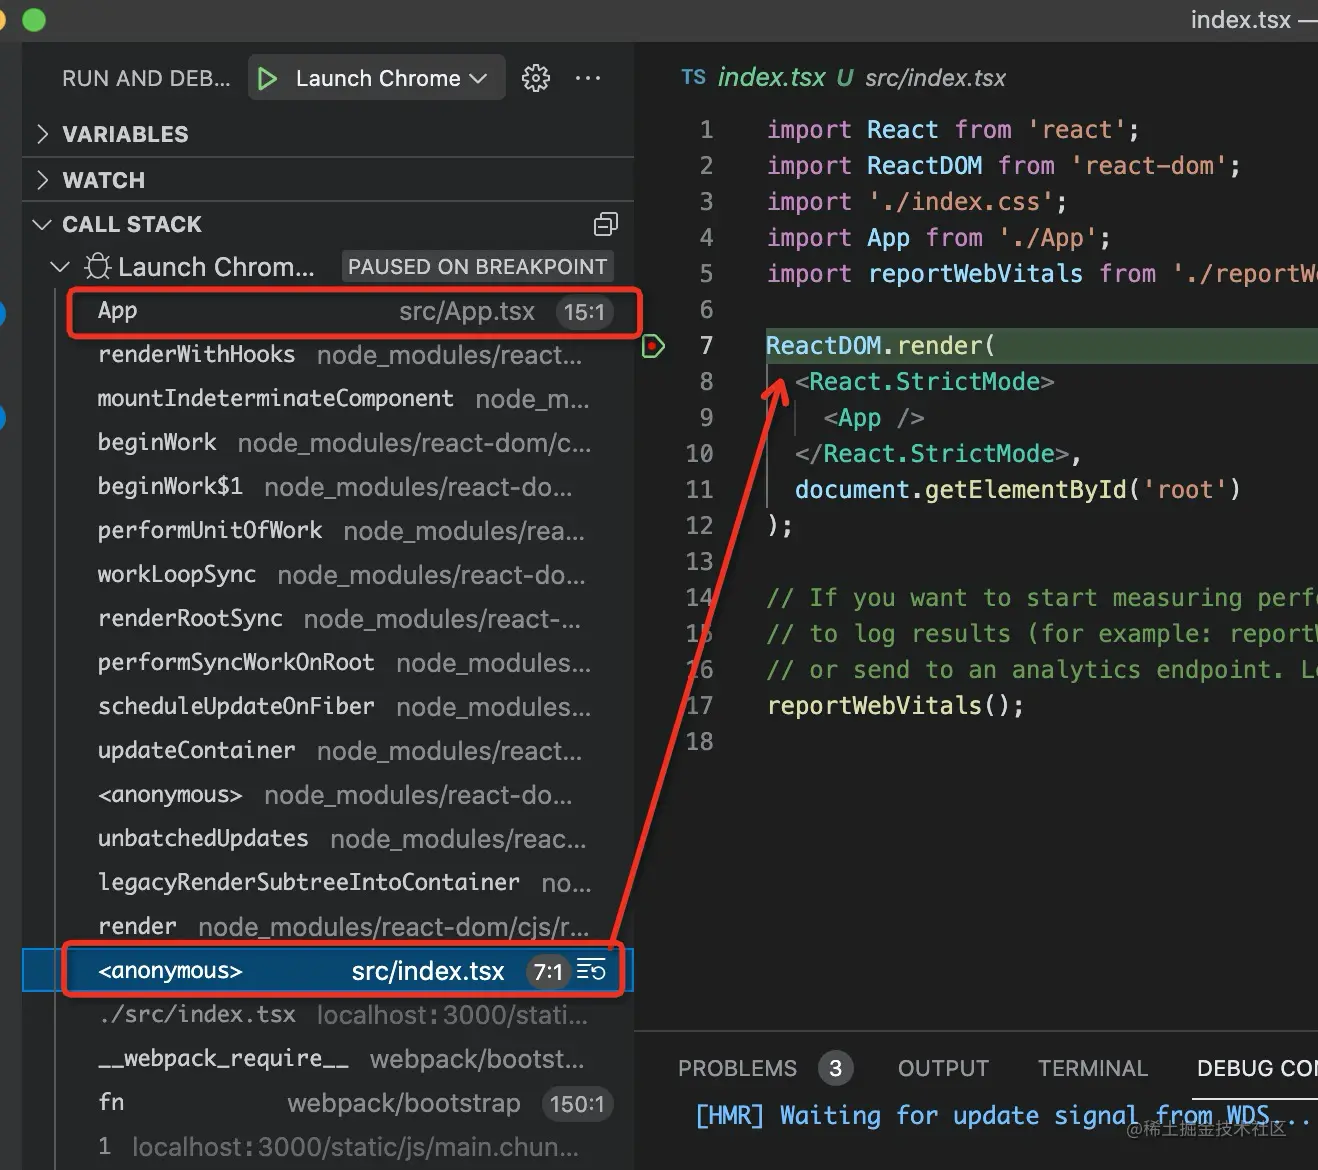 index.tsx —
RUN AND DEB... Launch Chrome ...
VARIABLES
WATCH
CALL STACK
Launch Chrom... PAUSED ON BREAKPOINT
App src/App.tsx 15:1
renderWithHooks node_modules/react...
mountIndeterminateComponent node_m...
beginWork node_modules/react-dom/c...
beginWork$1 node_modules/react-do...
performUnitOfWork node_modules/rea...
workLoopSync node_modules/react-do...
renderRootSync node_modules/react-...
performSyncWorkOnRoot node_modules...
scheduleUpdateOnFiber node_modules...
updateContainer node_modules/react...
<anonymous> node_modules/react-do...
unbatchedUpdates node_modules/reac...
legacyRenderSubtreeIntoContainer no...
render node_modules/react-dom/cjs/r...
<anonymous> src/index.tsx 7:1
./src/index.tsx localhost:3000/stati...
__webpack_require__ webpack/bootst...
fn webpack/bootstrap 150:1
1 localhost:3000/static/js/main.chun...
TS index.tsx U src/index.tsx
1 import React from 'react';
2 import ReactDOM from 'react-dom';
3 import './index.css';
4 import App from './App';
5 import reportWebVitals from './reportW
6
7 ReactDOM.render(
8 <React.StrictMode>
9 <App />
10 </React.StrictMode>,
11 document.getElementById('root')
12 );
13
14 // If you want to start measuring perf
15 // to log results (for example: report
16 // or send to an analytics endpoint. L
17 reportWebVitals();
18
PROBLEMS 3 OUTPUT TERMINAL DEBUG CON
[HMR] Waiting for update signal from WDS...
@稀土掘金技术社区